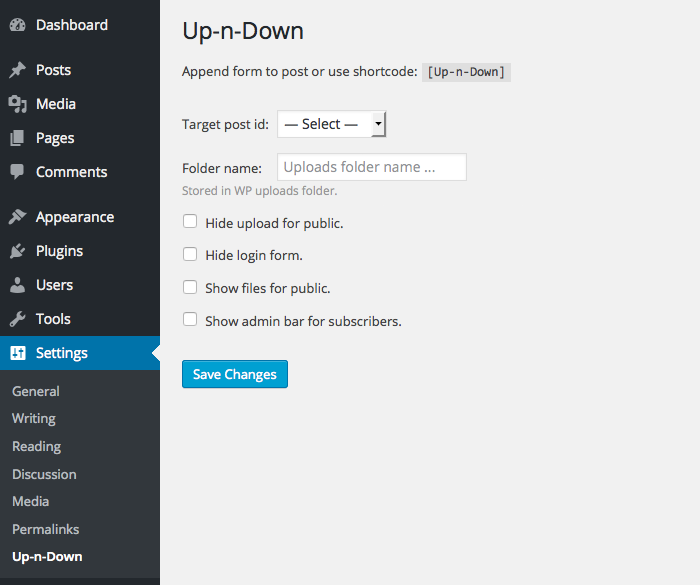 Dashboard
Posts
Media
Pages
Comments
Appearance
Plugins
Users
Tools
Settings
General
Writing
Reading
Discussion
Media
Permalinks
Up-n-Down
Up-n-Down
Append form to post or use shortcode: [Up-n-Down]
Target post id: — Select —
Folder name: Uploads folder name ...
Stored in WP uploads folder.
Hide upload for public.
Hide login form.
Show files for public.
Show admin bar for subscribers.
Save Changes